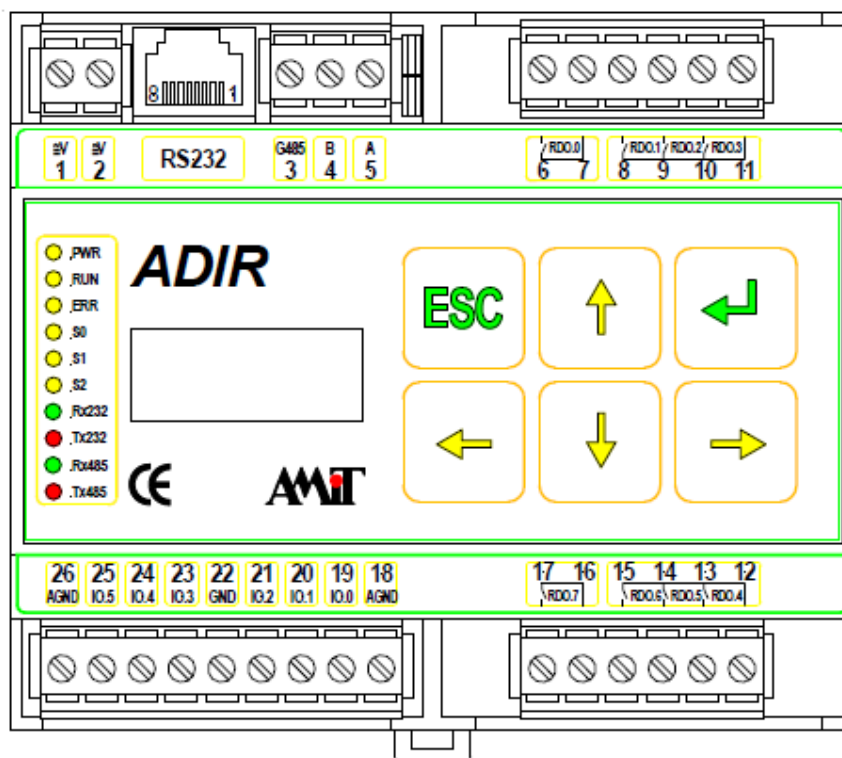 8 1
≅V ≅V RS232 G485 B A /RDO.0 /RDO.1 /RDO.2 /RDO.3
1 2 3 4 5 6 7 8 9 10 11
PWR
RUN
ERR
S0
S1
S2
Rx232
Tx232
Rx485
Tx485
ADIR
ESC
CE
AMiT
26 25 24 23 22 21 20 19 18 17 16 15 14 13 12
AGND IO.5 IO.4 IO.3 GND IO.2 IO.1 IO.0 AGND \RDO.7 \RDO.6 \RDO.5 \RDO.4